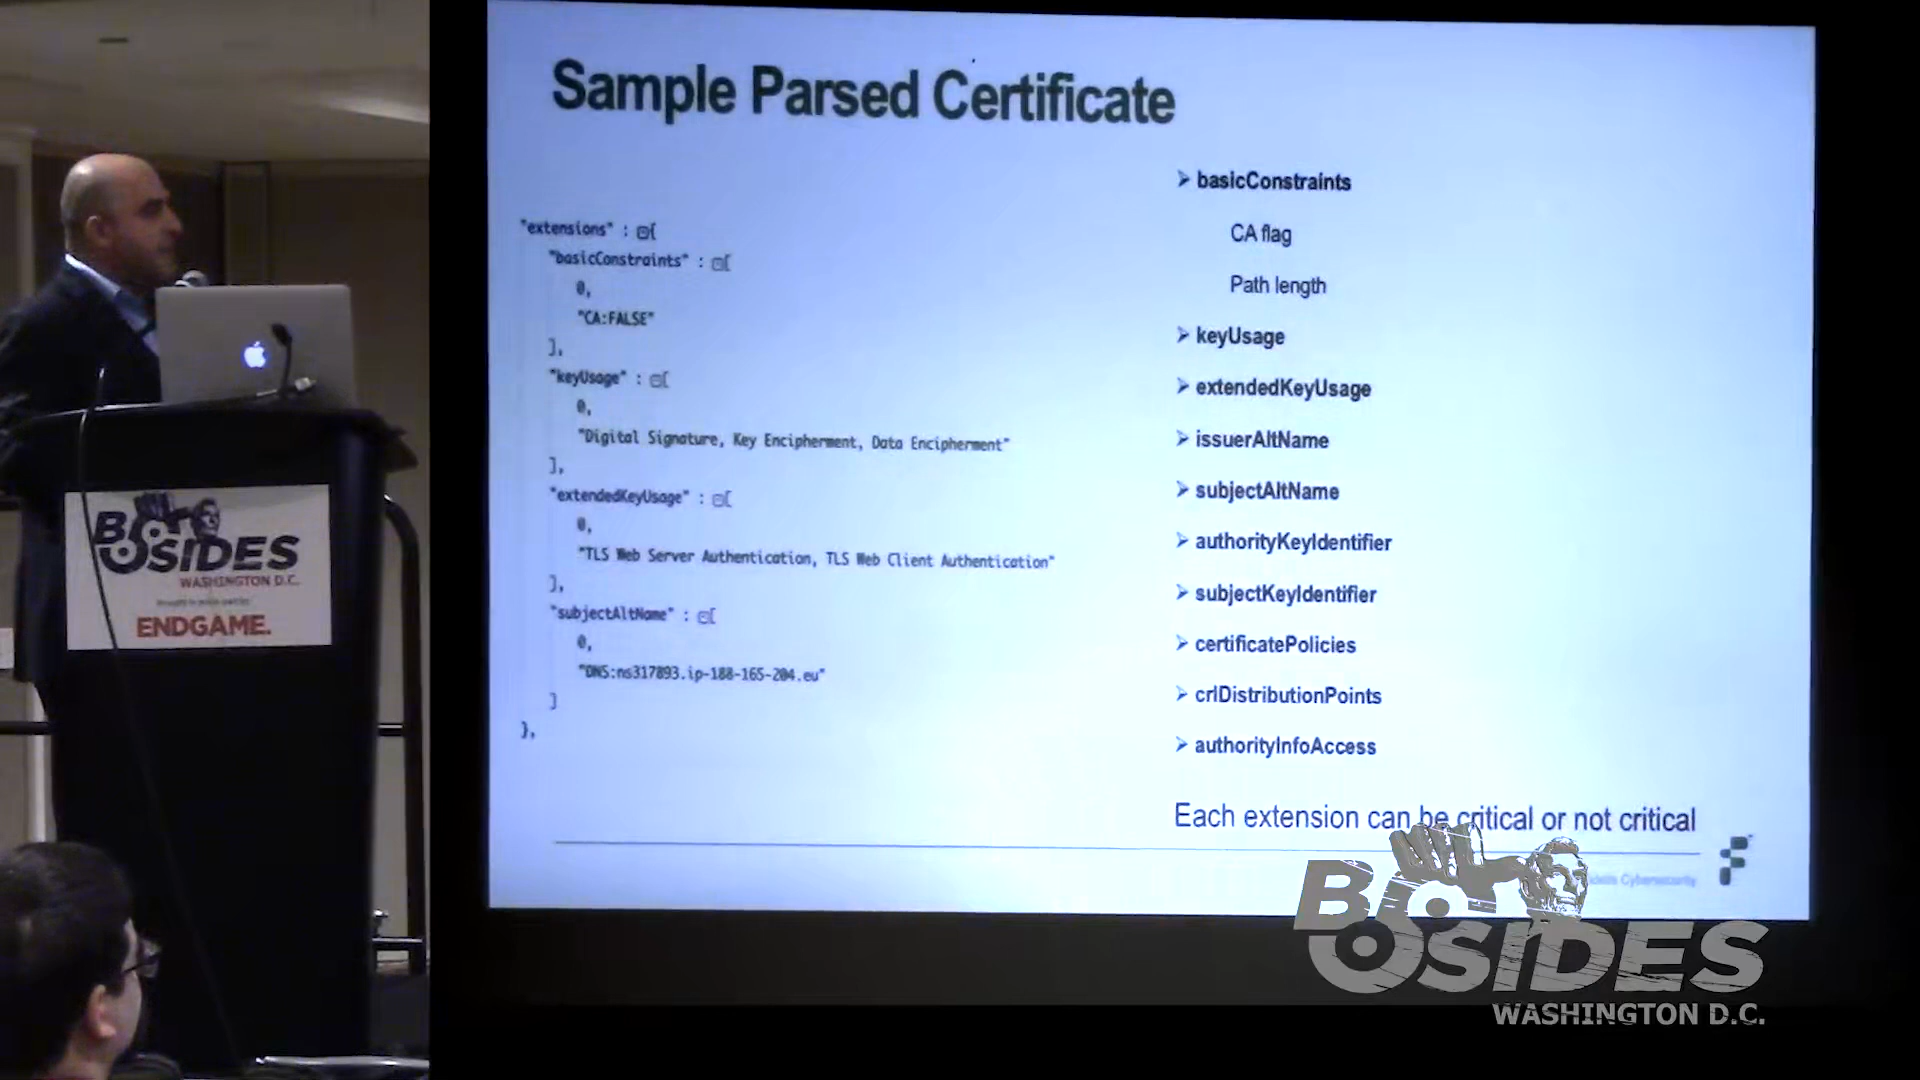 Sample Parsed Certificate
"extensions" : {
"basicConstraints" : [
0,
"CA:FALSE"
],
"keyUsage" : [
0,
"Digital Signature, Key Encipherment, Data Encipherment"
],
"extendedKeyUsage" : [
0,
"TLS Web Server Authentication, TLS Web Client Authentication"
],
"subjectAltName" : [
0,
"DNS:ns317893.ip-188-165-204.eu"
]
},
➢ basicConstraints
CA flag
Path length
➢ keyUsage
➢ extendedKeyUsage
➢ issuerAltName
➢ subjectAltName
➢ authorityKeyIdentifier
➢ subjectKeyIdentifier
➢ certificatePolicies
➢ crlDistributionPoints
➢ authorityInfoAccess
Each extension can be critical or not critical
Cybersecurity
BSIDES
WASHINGTON D.C.
ENDGAME.
BSIDES
WASHINGTON D.C.